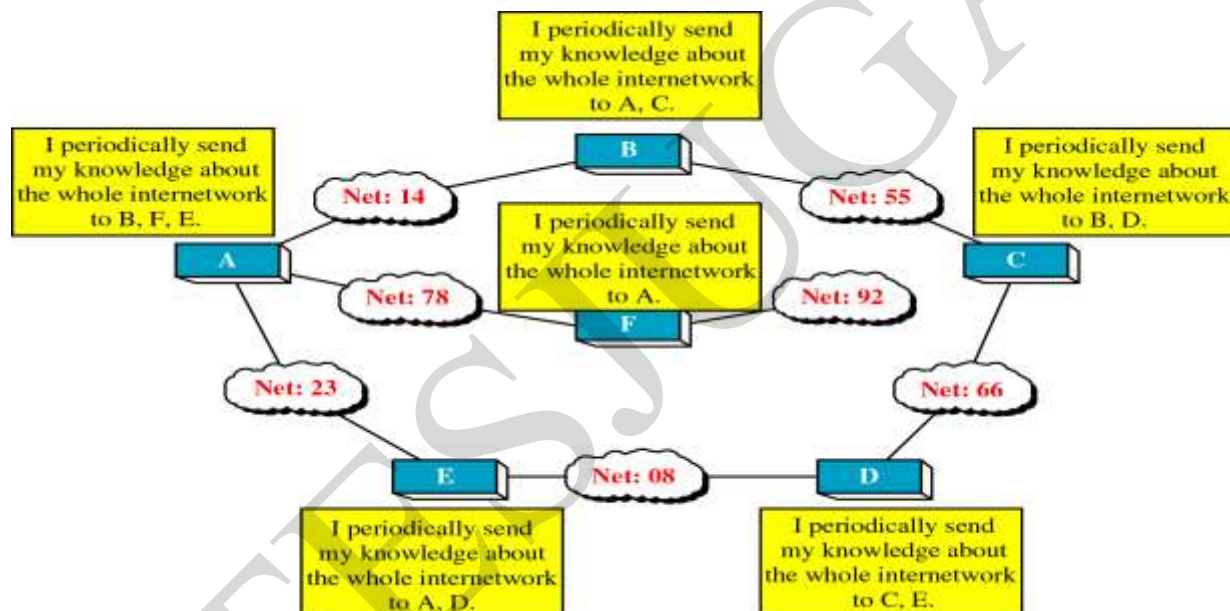 I periodically send
my knowledge about
the whole internetwork
to A, C.
I periodically send
my knowledge about
the whole internetwork
to B, F, E.
B
I periodically send
my knowledge about
the whole internetwork
to B, D.
Net: 14
Net: 55
I periodically send
my knowledge about
the whole internetwork
to A.
A
C
Net: 78
Net: 92
F
Net: 23
Net: 66
E
Net: 08
D
I periodically send
my knowledge about
the whole internetwork
to A, D.
I periodically send
my knowledge about
the whole internetwork
to C, E.